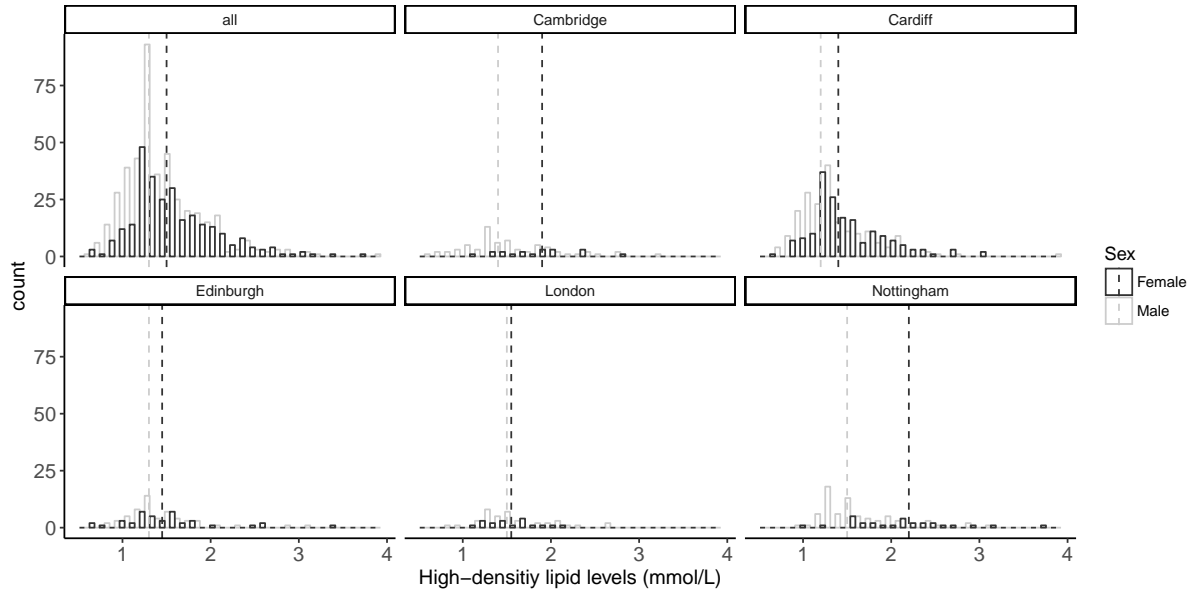 all
Cambridge
Cardiff
75
50
25
0
Edinburgh
London
Nottingham
75
50
25
0
1 2 3 4
1 2 3 4
1 2 3 4
High−densitiy lipid levels (mmol/L)
count
Sex
Female
Male